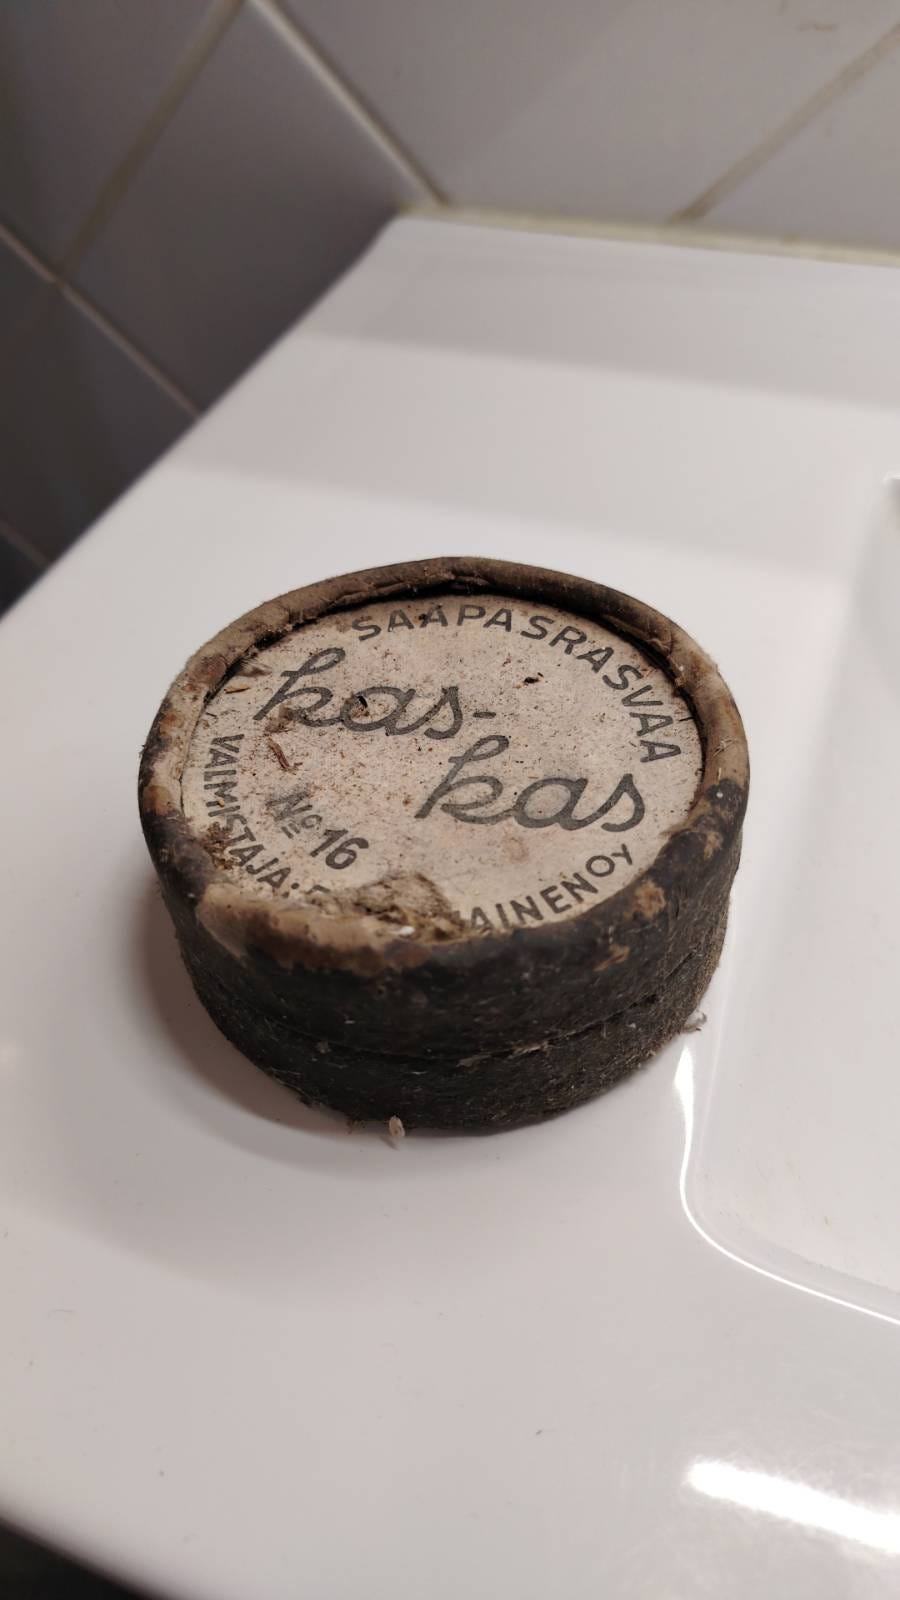 SAAPASRASVAA
kas-
kas
No 16
VALMISTAJA:
AINEN OY